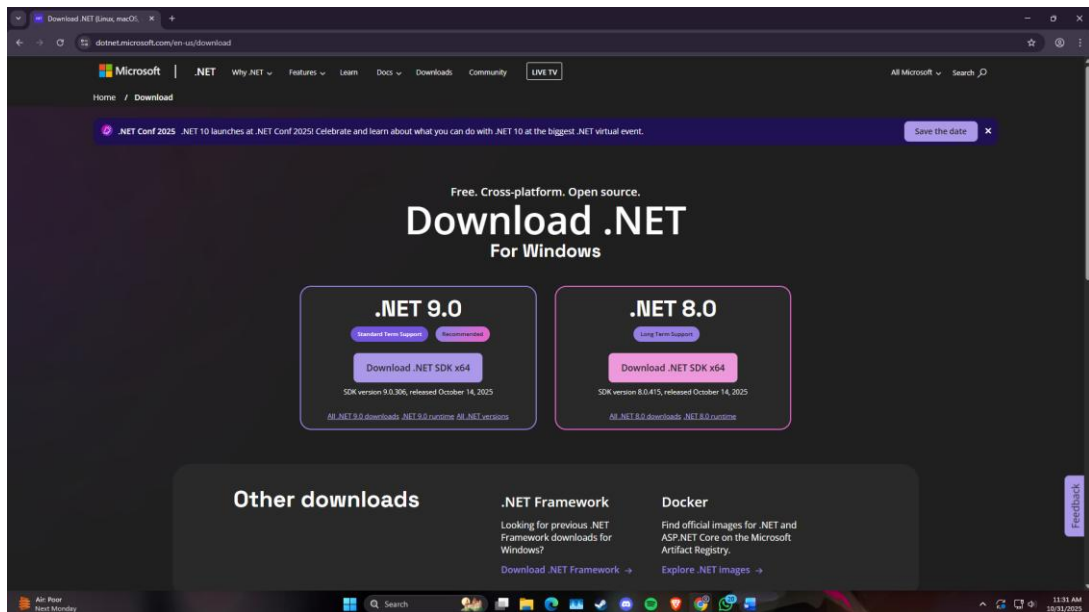 Download .NET (Linux, macOS,
dotnet.microsoft.com/en-us/download
Microsoft | .NET Why .NET Features Learn Docs Downloads Community LIVE TV All Microsoft Search
Home / Download
.NET Conf 2025 .NET 10 launches at .NET Conf 2025! Celebrate and learn about what you can do with .NET 10 at the biggest .NET virtual event. Save the date
Free. Cross-platform. Open source.
Download .NET
For Windows
.NET 9.0
Standard Term Support Recommended
Download .NET SDK x64
SDK version 9.0.306, released October 14, 2025
All .NET 9.0 downloads .NET 9.0 runtime All .NET versions
.NET 8.0
Long Term Support
Download .NET SDK x64
SDK version 8.0.415, released October 14, 2025
All .NET 8.0 downloads .NET 8.0 runtime
Other downloads
.NET Framework
Looking for previous .NET
Framework downloads for
Windows?
Download .NET Framework →
Docker
Find official images for .NET and
ASP.NET Core on the Microsoft
Artifact Registry.
Explore .NET images →
Feedback
Air: Poor
Next Monday
Search
11:31 AM
10/31/2025